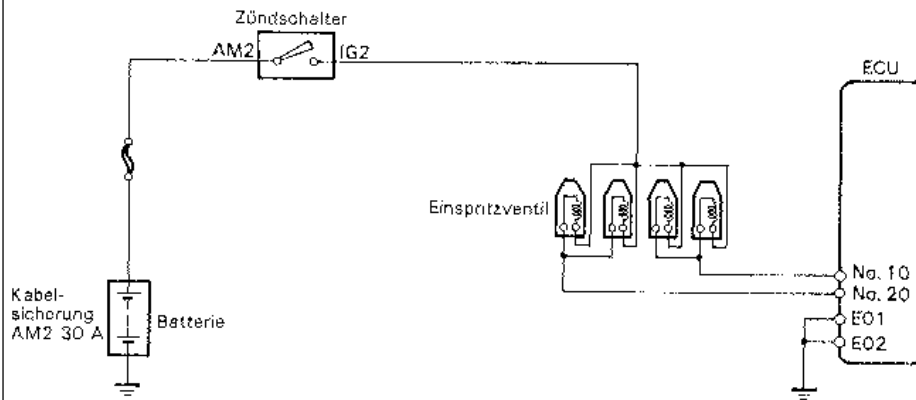 Zündschalter
AM2
IG2
ECU
Einspritzventil
No. 10
No. 20
E01
E02
Kabel-
sicherung
AM2 30 A
Batterie